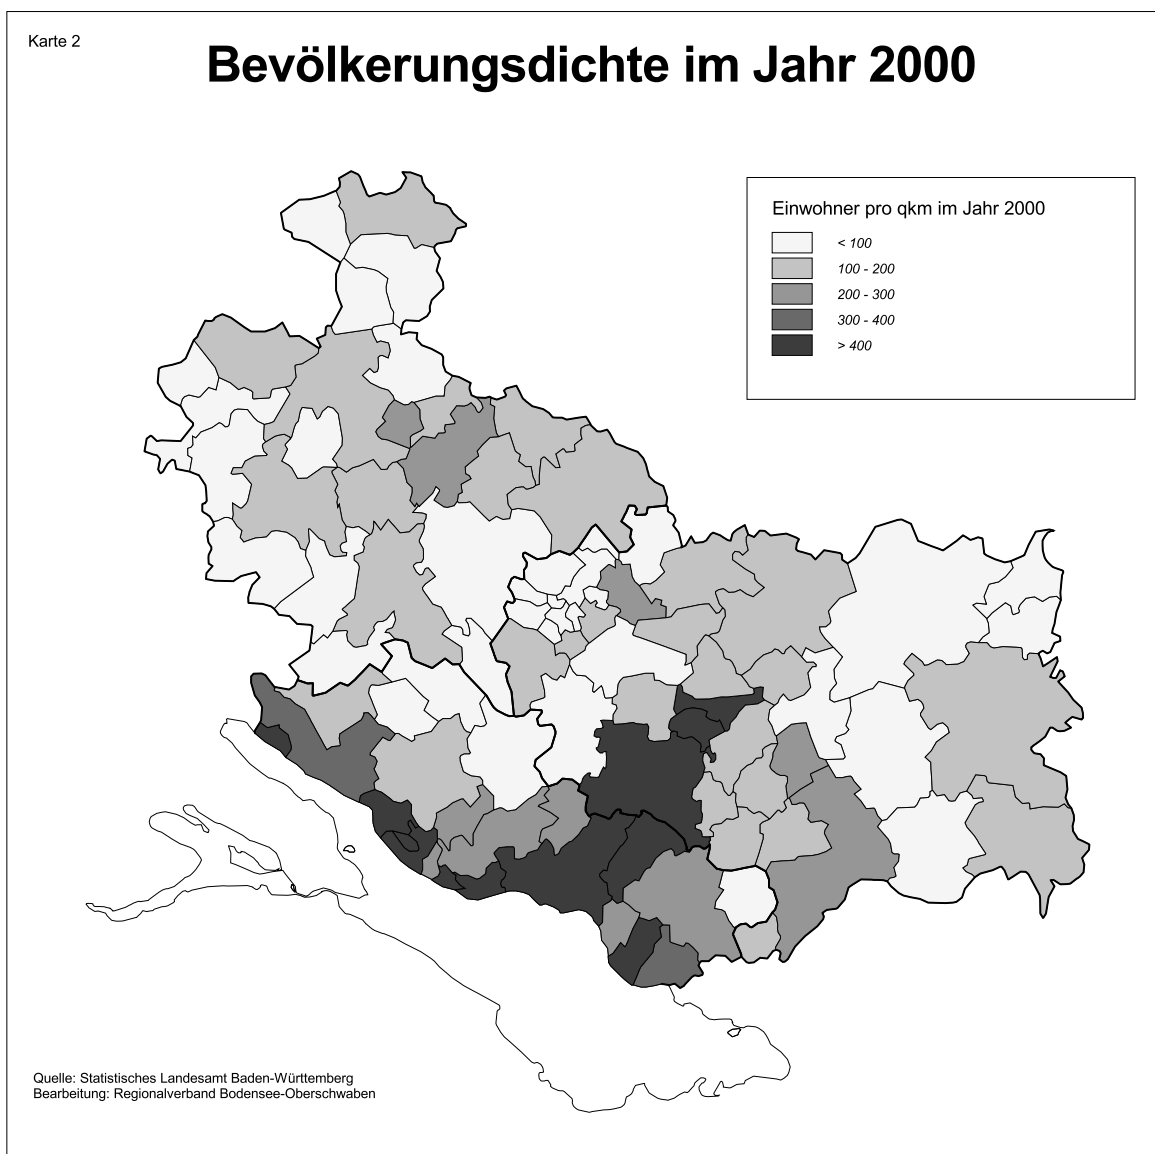 Karte 2
Bevölkerungsdichte im Jahr 2000
Einwohner pro qkm im Jahr 2000
< 100
100 - 200
200 - 300
300 - 400
> 400
Quelle: Statistisches Landesamt Baden-Württemberg
Bearbeitung: Regionalverband Bodensee-Oberschwaben